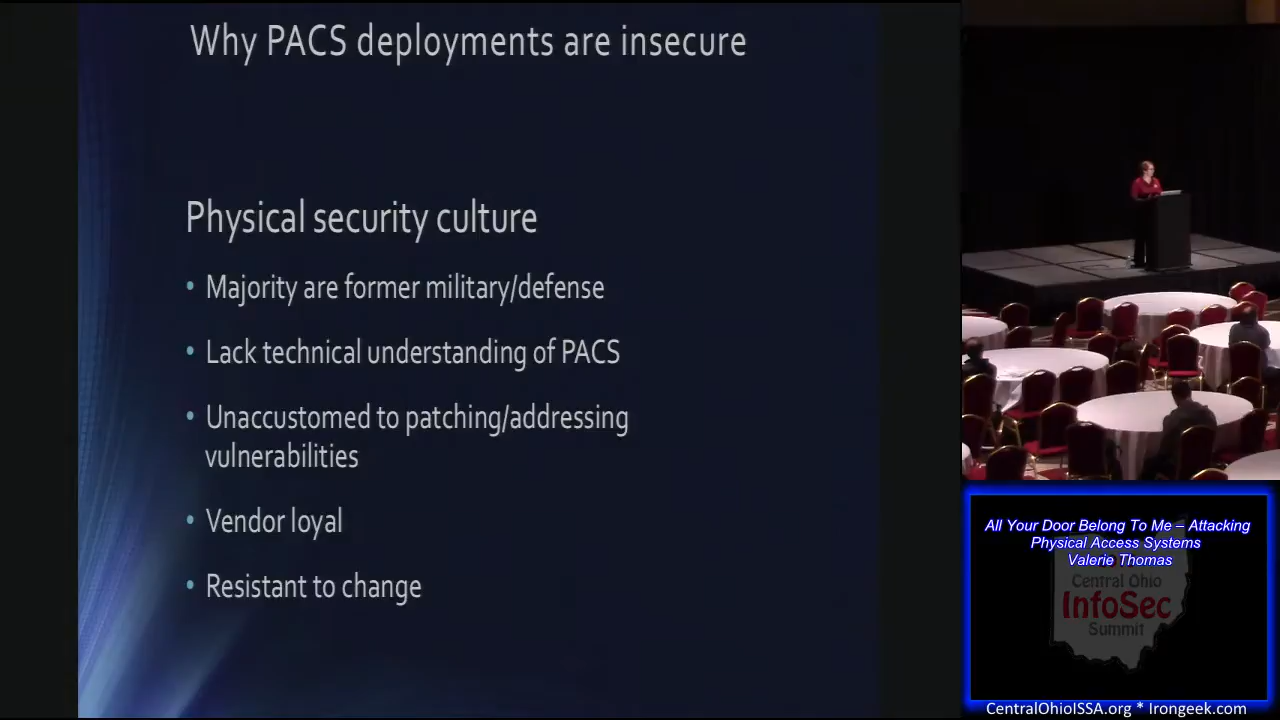 Why PACS deployments are insecure
Physical security culture
• Majority are former military/defense
• Lack technical understanding of PACS
• Unaccustomed to patching/addressing
vulnerabilities
• Vendor loyal
• Resistant to change
All Your Door Belong To Me – Attacking
Physical Access Systems
Valerie Thomas
Central Ohio
InfoSec
Summit
CentralOhioISSA.org * Irongeek.com